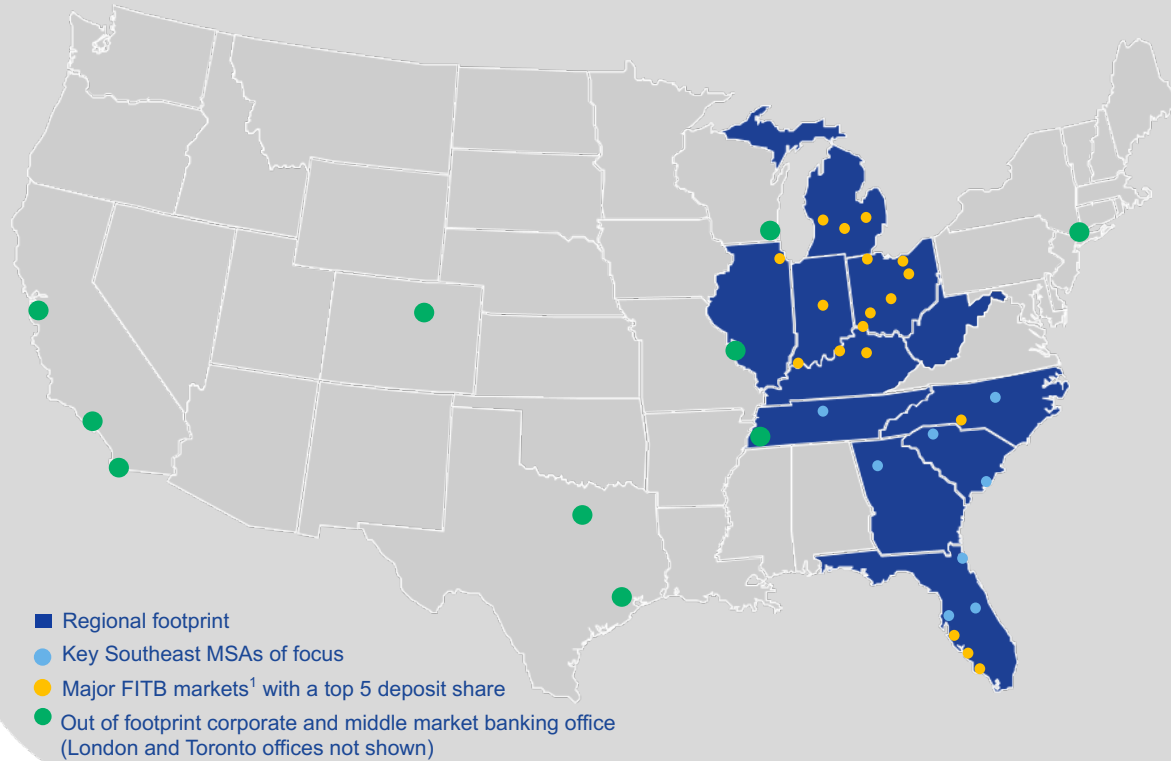 Regional footprint
Key Southeast MSAs of focus
Major FITB markets¹ with a top 5 deposit share
Out of footprint corporate and middle market banking office
(London and Toronto offices not shown)